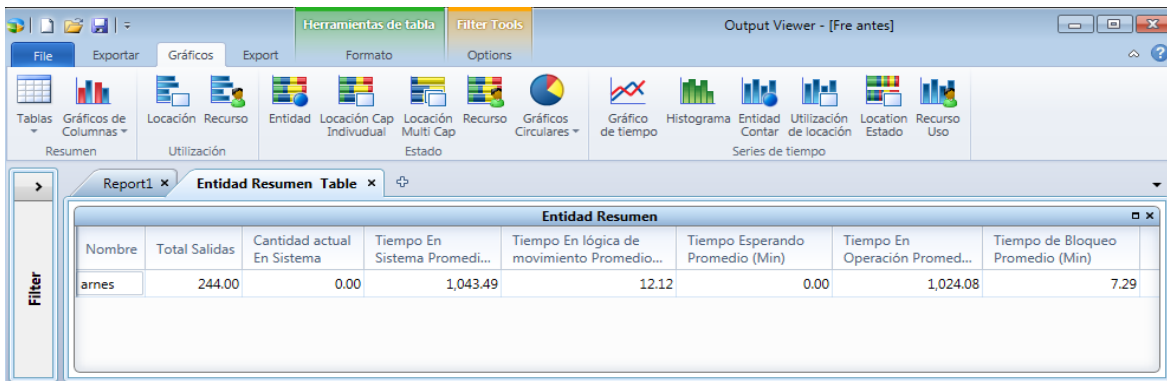 Herramientas de tabla Filter Tools Output Viewer - [Fre antes]
File Exportar Gráficos Export Formato Options
Tablas Gráficos de Columnas Locación Recurso Entidad Locación Cap Indivudual Locación Multi Cap Recurso Gráficos Circulares Gráfico de tiempo Histograma Entidad Contar Utilización de locación Location Estado Recurso Uso
Resumen Utilización Estado Series de tiempo
Report1 Entidad Resumen Table
Filter
Entidad Resumen
Nombre Total Salidas Cantidad actual En Sistema Tiempo En Sistema Promedi... Tiempo En lógica de movimiento Promedio... Tiempo Esperando Promedio (Min) Tiempo En Operación Promed... Tiempo de Bloqueo Promedio (Min)
arnes 244.00 0.00 1,043.49 12.12 0.00 1,024.08 7.29